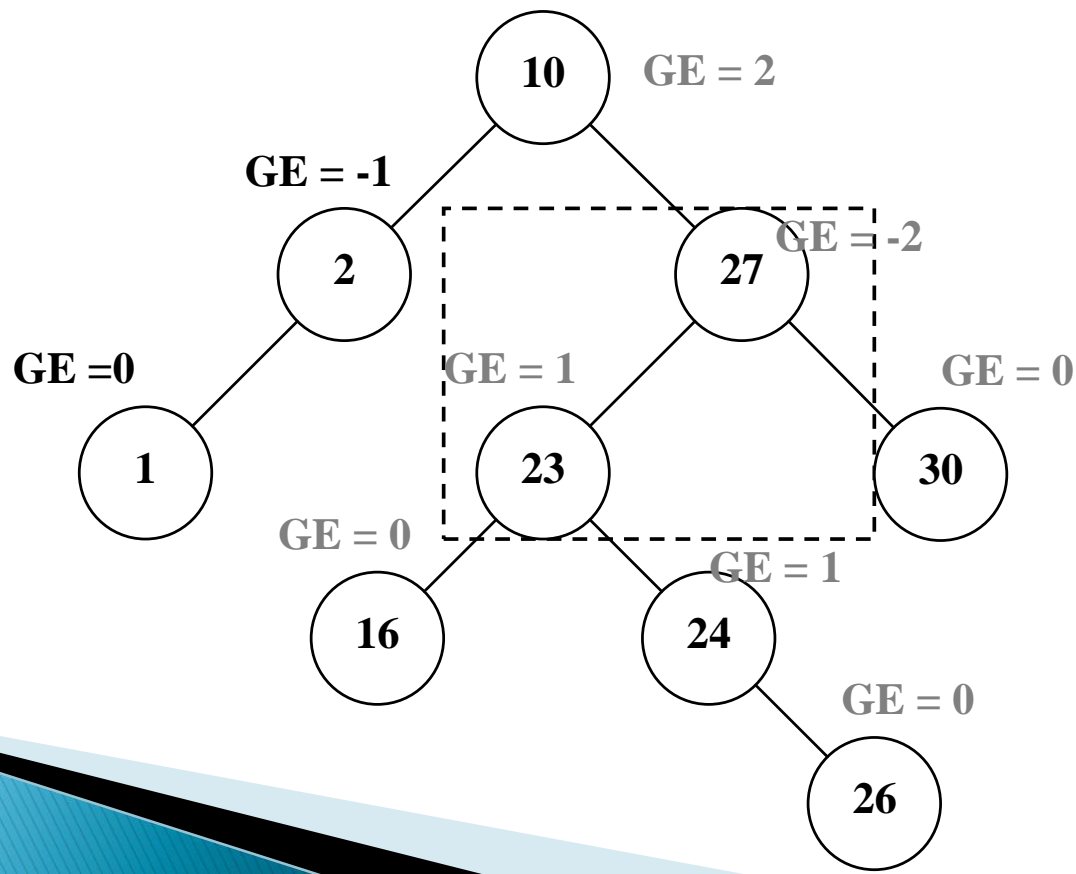 10
GE = 2
GE = -1
2
27
GE = -2
GE =0
GE = 1
GE = 0
1
23
30
GE = 0
GE = 1
16
24
GE = 0
26